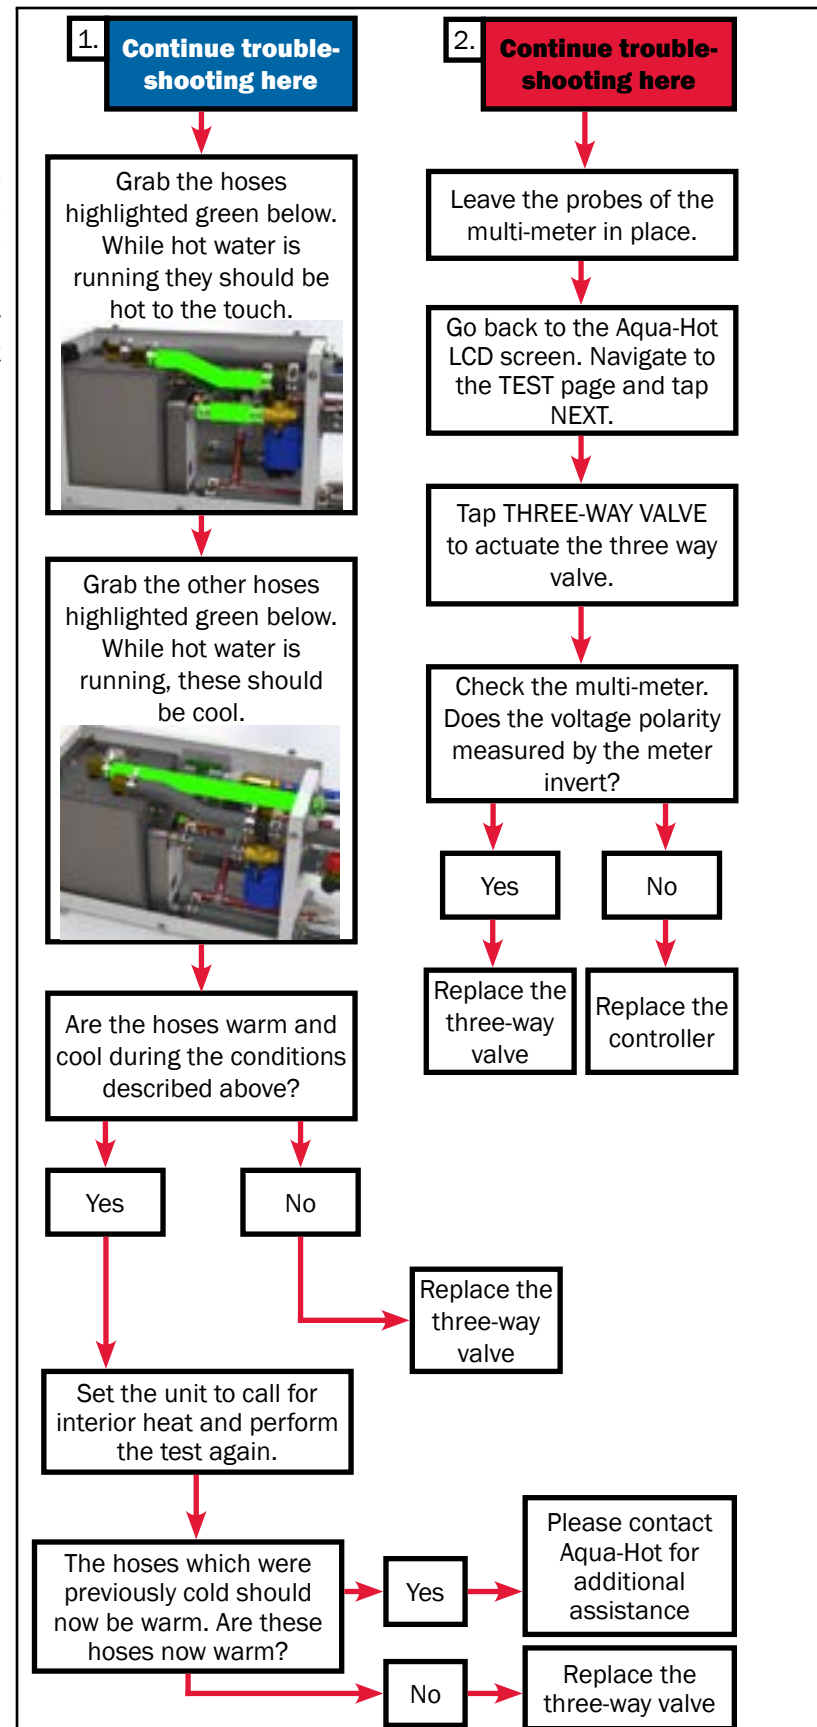 1.
Continue trouble-
shooting here
Grab the hoses
highlighted green below.
While hot water is
running they should be
hot to the touch.
Grab the other hoses
highlighted green below.
While hot water is
running, these should
be cool.
Are the hoses warm and
cool during the conditions
described above?
Yes
No
Replace the
three-way
valve
Set the unit to call for
interior heat and perform
the test again.
The hoses which were
previously cold should
now be warm. Are these
hoses now warm?
Yes
Please contact
Aqua-Hot for
additional
assistance
No
Replace the
three-way valve
2.
Continue trouble-
shooting here
Leave the probes of the
multi-meter in place.
Go back to the Aqua-Hot
LCD screen. Navigate to
the TEST page and tap
NEXT.
Tap THREE-WAY VALVE
to actuate the three way
valve.
Check the multi-meter.
Does the voltage polarity
measured by the meter
invert?
Yes
No
Replace the
three-way
valve
Replace the
controller